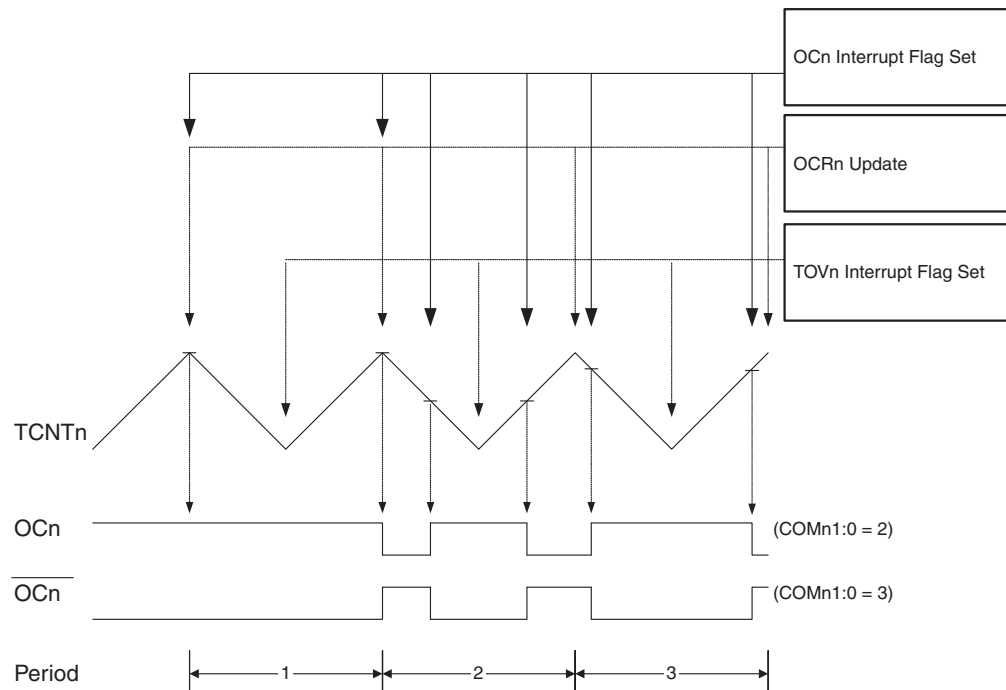 OCn Interrupt Flag Set
OCRn Update
TOVn Interrupt Flag Set
TCNTn
OCn
(COMn1:0 = 2)
OCn
(COMn1:0 = 3)
Period
1
2
3